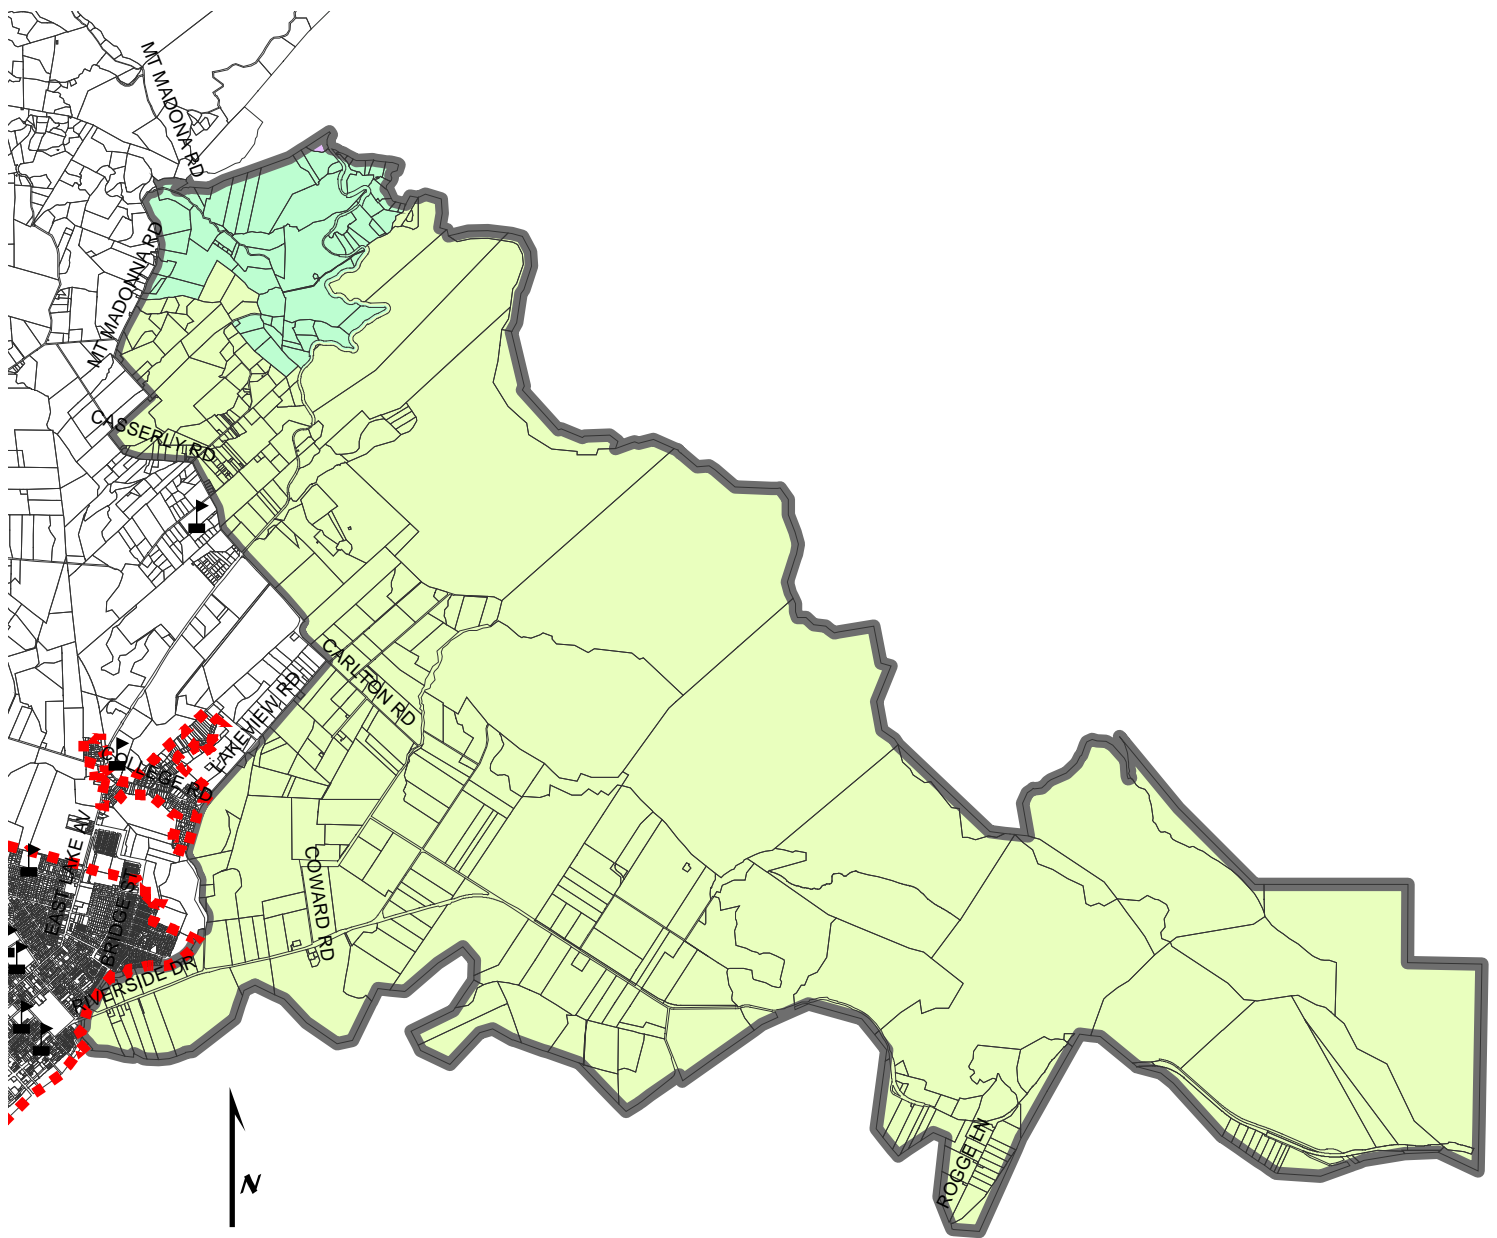 MT MADONA RD
MT MADONNA RD
CASSERLY RD
CARLTON RD
LAKEVIEW RD
COLLEGE RD
EAST LAKE AV
BRIDGE ST
COWARD RD
RIVERSIDE DR
ROGGE LN
N